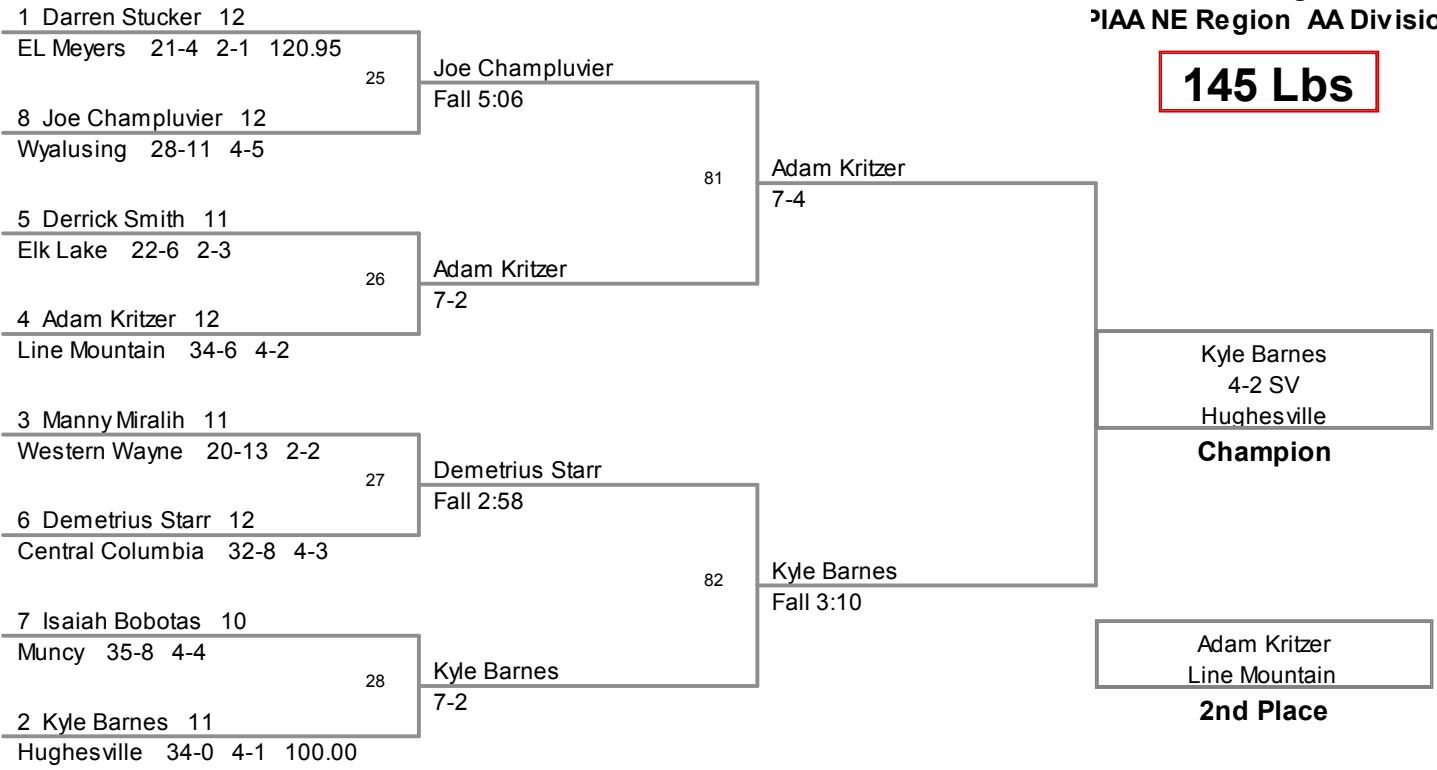 1 Darren Stucker 12
EL Meyers 21-4 2-1 120.95
25
8 Joe Champluvier 12
Wyalusing 28-11 4-5
Joe Champluvier
Fall 5:06
5 Derrick Smith 11
Elk Lake 22-6 2-3
26
4 Adam Kritzer 12
Line Mountain 34-6 4-2
Adam Kritzer
7-2
81
Adam Kritzer
7-4
3 Manny Miralih 11
Western Wayne 20-13 2-2
27
6 Demetrius Starr 12
Central Columbia 32-8 4-3
Demetrius Starr
Fall 2:58
7 Isaiah Bobotas 10
Muncy 35-8 4-4
28
2 Kyle Barnes 11
Hughesville 34-0 4-1 100.00
Kyle Barnes
7-2
82
Kyle Barnes
Fall 3:10
PIAA NE Region AA Divisio
145 Lbs
Kyle Barnes
4-2 SV
Hughesville
Champion
Adam Kritzer
Line Mountain
2nd Place